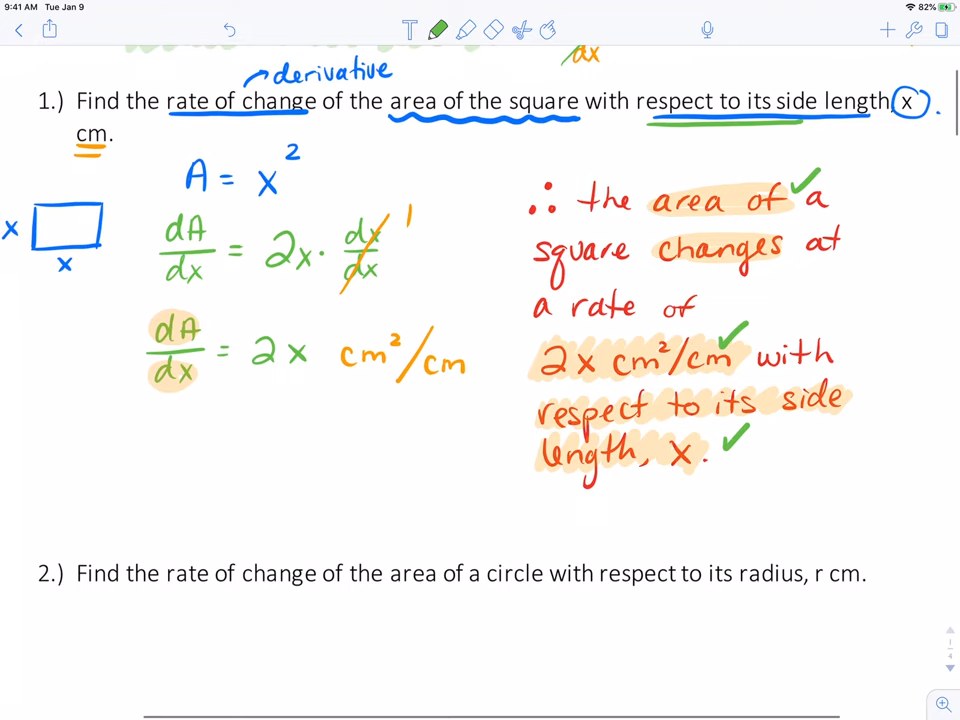 9:41 AM Tue Jan 9
82%
dx
derivative
1.) Find the rate of change of the area of the square with respect to its side length, x
cm.
A = x²
x
x
dA/dx = 2x · dx/dx 1
dA/dx = 2x cm²/cm
∴ the area of a
square changes at
a rate of
2x cm²/cm with
respect to its side
length, x.
2.) Find the rate of change of the area of a circle with respect to its radius, r cm.
1
4